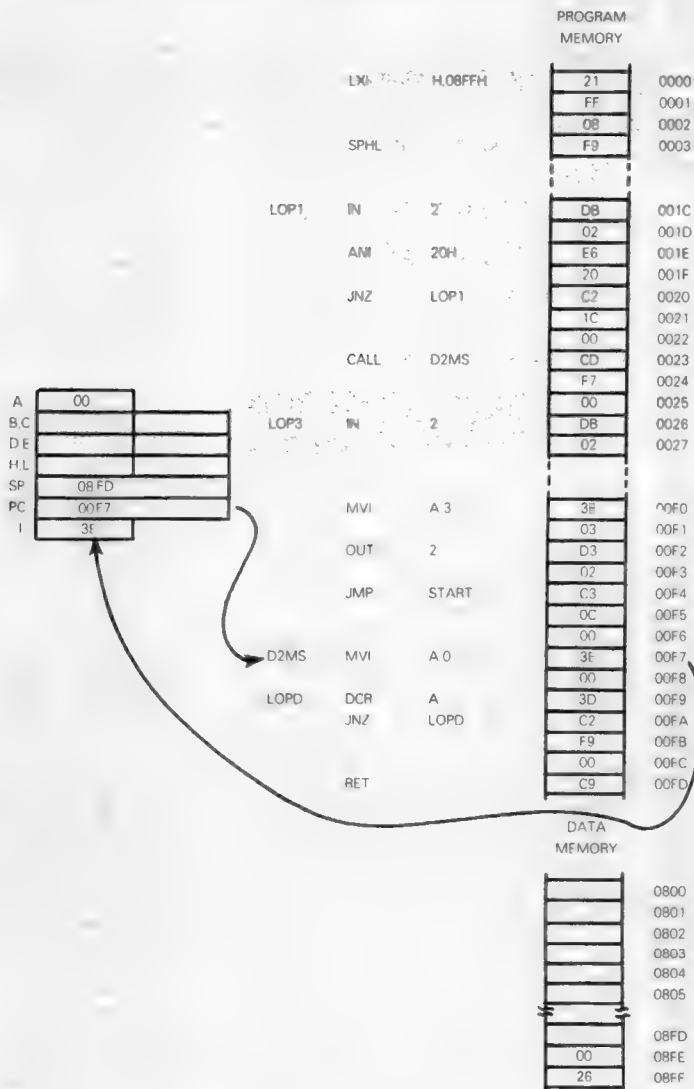 PROGRAM
MEMORY
LXI H,08FFH 21 0000
FF 0001
08 0002
SPHL F9 0003
LOP1 IN 2 DB 001C
02 001D
ANI 20H E6 001E
20 001F
JNZ LOP1 C2 0020
1C 0021
00 0022
CALL D2MS CD 0023
F7 0024
00 0025
LOP3 IN 2 DB 0026
02 0027
A 00
B,C
D E
H,L
SP 08 FD
PC 00F7
I 3E
MVI A 3 3E 00F0
03 00F1
OUT 2 D3 00F2
02 00F3
JMP START C3 00F4
0C 00F5
00 00F6
D2MS MVI A 0 3E 00F7
00 00F8
LOPD DCR A 3D 00F9
JNZ LOPD C2 00FA
F9 00FB
00 00FC
RET C9 00FD
DATA
MEMORY
0800
0801
0802
0803
0804
0805
08FD
00 08FE
26 08FF